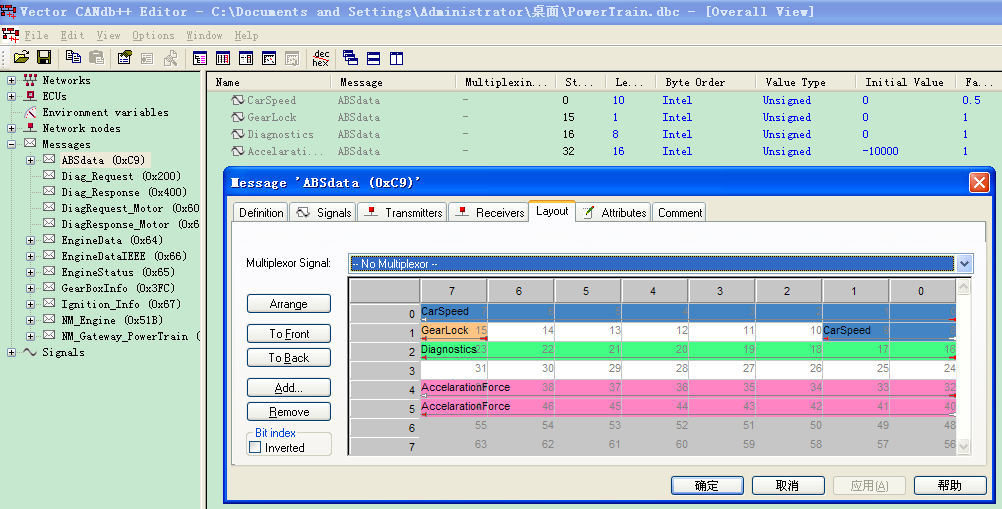 Vector CANdb++ Editor - C:\Documents and Settings\Administrator\桌面\PowerTrain.dbc - [Overall View]
File Edit View Options Window Help
dec
hex
Networks
ECUs
Environment variables
Network nodes
Messages
ABSdata (0xC9)
Diag_Request (0x200)
Diag_Response (0x400)
DiagRequest_Motor (0x60
DiagResponse_Motor (0x6
EngineData (0x64)
EngineDataIEEE (0x66)
EngineStatus (0x65)
GearBoxInfo (0x3FC)
Ignition_Info (0x67)
NM_Engine (0x51B)
NM_Gateway_PowerTrain (
Signals
Name Message Multiplexin... St... Le... Byte Order Value Type Initial Value Fa...
CarSpeed ABSdata - 0 10 Intel Unsigned 0 0.5
GearLock ABSdata - 15 1 Intel Unsigned 0 1
Diagnostics ABSdata - 16 8 Intel Unsigned 0 1
Accelarati... ABSdata - 32 16 Intel Unsigned -10000 1
Message 'ABSdata (0xC9)'
Definition Signals Transmitters Receivers Layout Attributes Comment
Multiplexor Signal: -- No Multiplexor --
Arrange
To Front
To Back
Add...
Remove
Bit index
Inverted
7 6 5 4 3 2 1 0
0 CarSpeed
1 GearLock 15 14 13 12 11 10 CarSpeed
2 Diagnostics 23 22 21 20 19 18 17 16
3 31 30 29 28 27 26 25 24
4 AccelarationForce 38 37 36 35 34 33 32
5 AccelarationForce 46 45 44 43 42 41 40
6 55 54 53 52 51 50 49 48
7 63 62 61 60 59 58 57 56
确定 取消 应用(A) 帮助